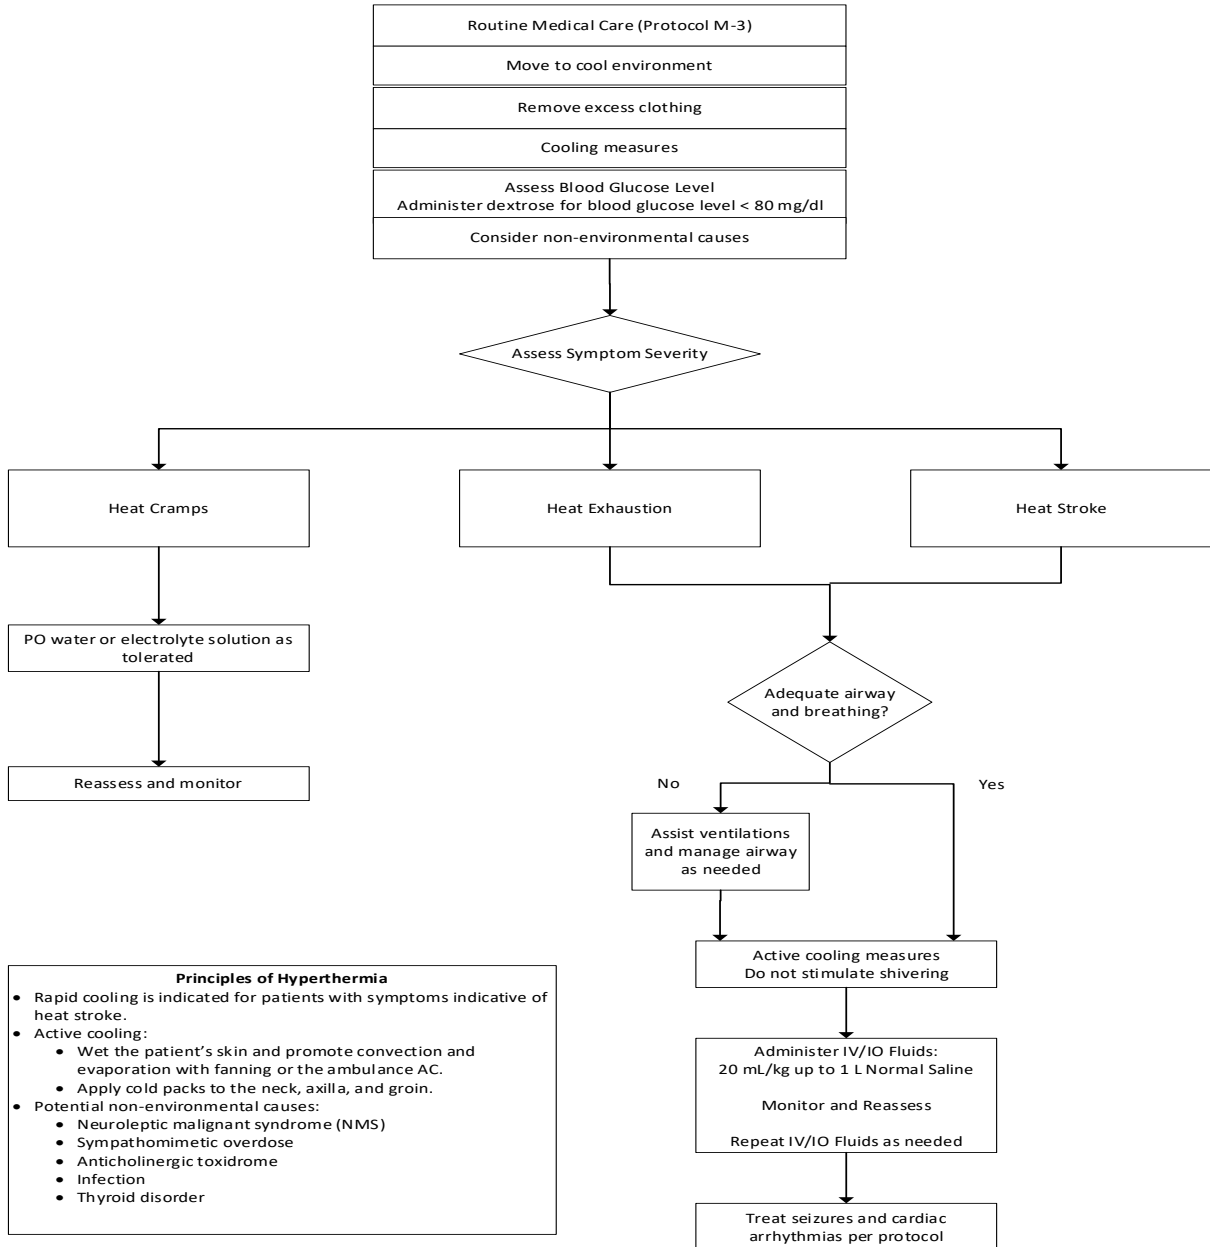 Routine Medical Care (Protocol M-3)
Move to cool environment
Remove excess clothing
Cooling measures
Assess Blood Glucose Level
Administer dextrose for blood glucose level < 80 mg/dl
Consider non-environmental causes
Assess Symptom Severity
Heat Cramps
Heat Exhaustion
Heat Stroke
PO water or electrolyte solution as
tolerated
Reassess and monitor
Adequate airway
and breathing?
No
Yes
Assist ventilations
and manage airway
as needed
Active cooling measures
Do not stimulate shivering
Administer IV/IO Fluids:
20 mL/kg up to 1 L Normal Saline
Monitor and Reassess
Repeat IV/IO Fluids as needed
Treat seizures and cardiac
arrhythmias per protocol
Principles of Hyperthermia
• Rapid cooling is indicated for patients with symptoms indicative of
heat stroke.
• Active cooling:
• Wet the patient's skin and promote convection and
evaporation with fanning or the ambulance AC.
• Apply cold packs to the neck, axilla, and groin.
• Potential non-environmental causes:
• Neuroleptic malignant syndrome (NMS)
• Sympathomimetic overdose
• Anticholinergic toxidrome
• Infection
• Thyroid disorder